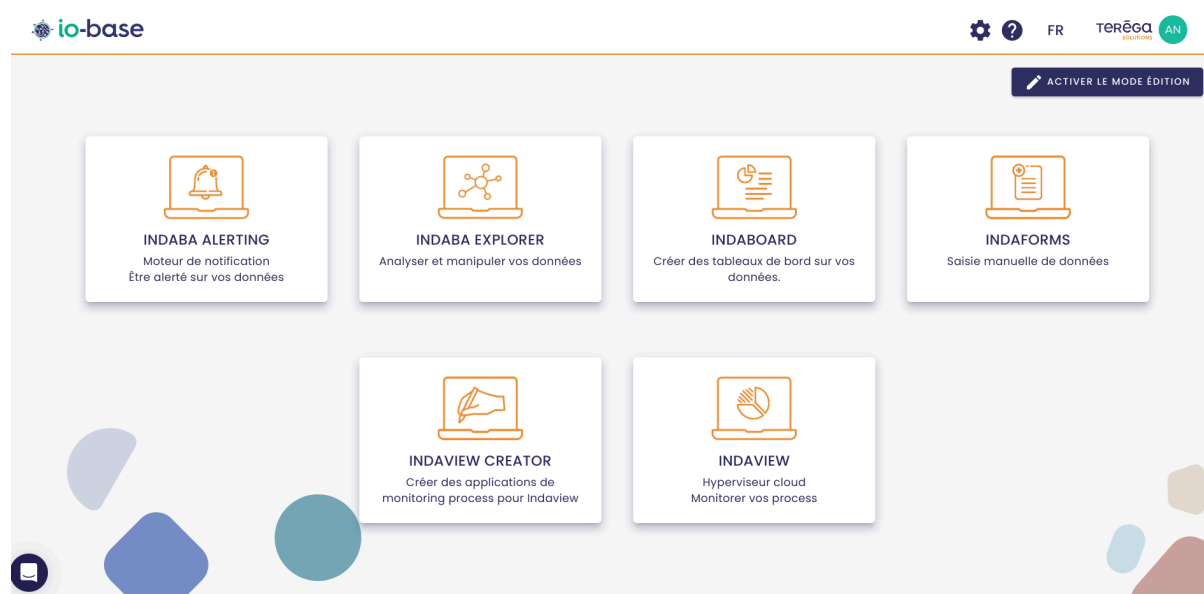 io-base
FR
TERĒGA
SOLUTIONS
AN
ACTIVER LE MODE ÉDITION
INDABA ALERTING
Moteur de notification
Être alerté sur vos données
INDABA EXPLORER
Analyser et manipuler vos données
INDABOARD
Créer des tableaux de bord sur vos
données.
INDAFORMS
Saisie manuelle de données
INDAVIEW CREATOR
Créer des applications de
monitoring process pour Indaview
INDAVIEW
Hyperviseur cloud
Monitorer vos process